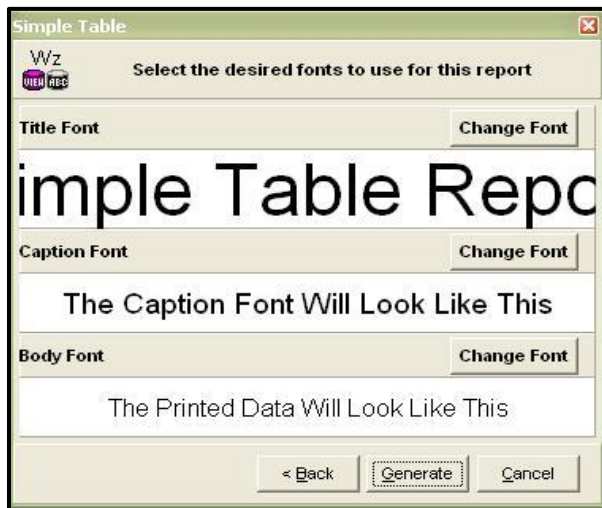 Simple Table
Wz
VIEW ABC
Select the desired fonts to use for this report
Title Font Change Font
imple Table Repo
Caption Font Change Font
The Caption Font Will Look Like This
Body Font Change Font
The Printed Data Will Look Like This
< Back Generate Cancel